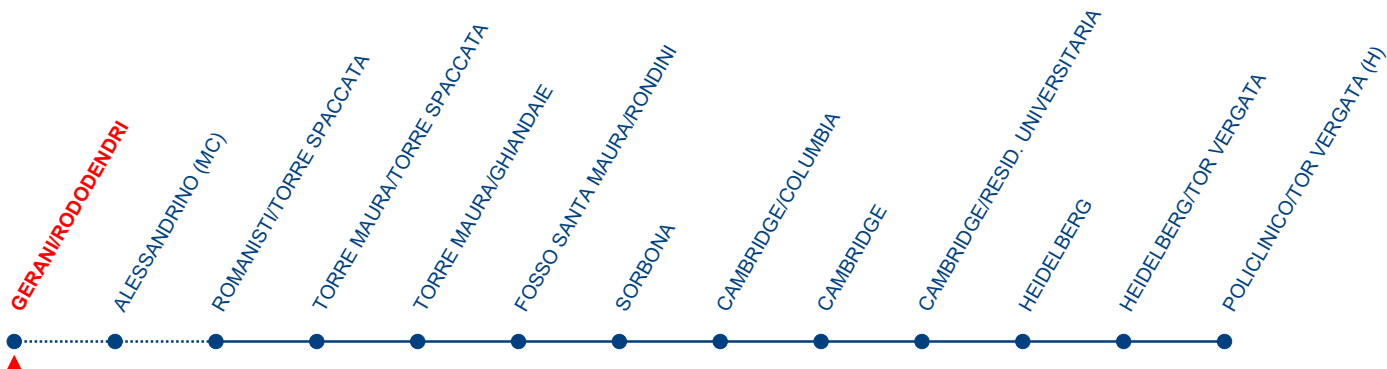 GERANI/RODODENDRI
ALESSANDRINO (MC)
ROMANISTI/TORRE SPACCATA
TORRE MAURA/TORRE SPACCATA
TORRE MAURA/GHIANDAIE
FOSSO SANTA MAURA/RONDINI
SORBONA
CAMBRIDGE/COLUMBIA
CAMBRIDGE
CAMBRIDGE/RESID. UNIVERSITARIA
HEIDELBERG
HEIDELBERG/TOR VERGATA
POLICLINICO/TOR VERGATA (H)